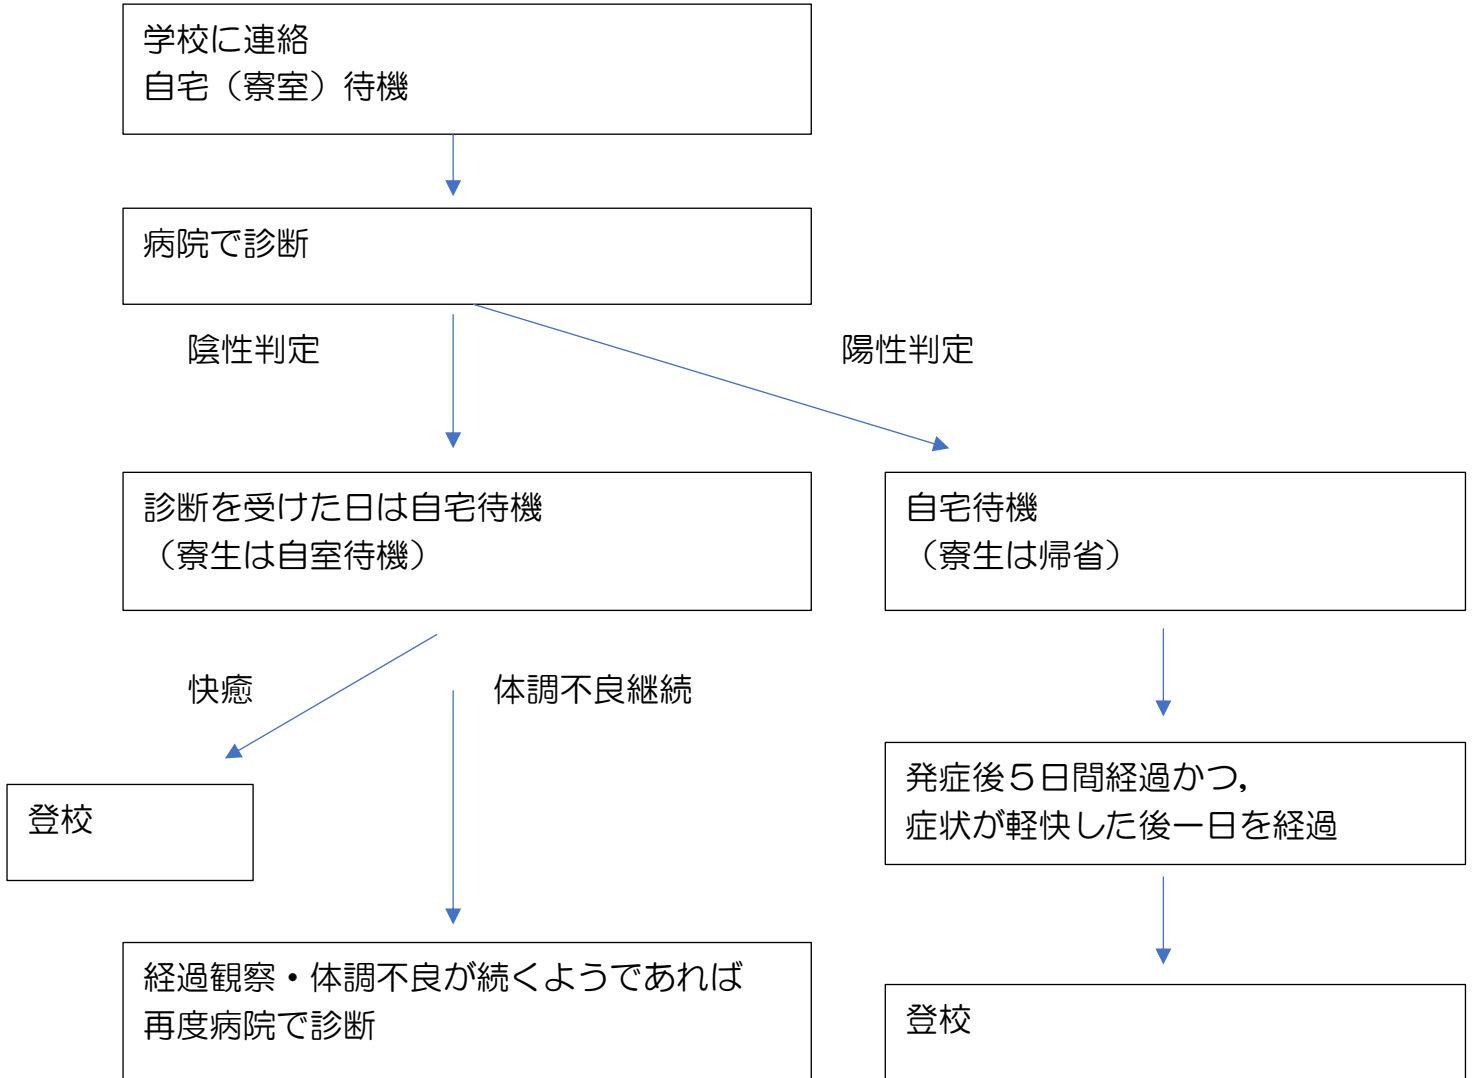 学校に連絡
自宅（寮室）待機
病院で診断
陰性判定
陽性判定
診断を受けた日は自宅待機
（寮生は自室待機）
自宅待機
（寮生は帰省）
快癒
体調不良継続
発症後５日間経過かつ,
症状が軽快した後一日を経過
登校
経過観察・体調不良が続くようであれば
再度病院で診断
登校